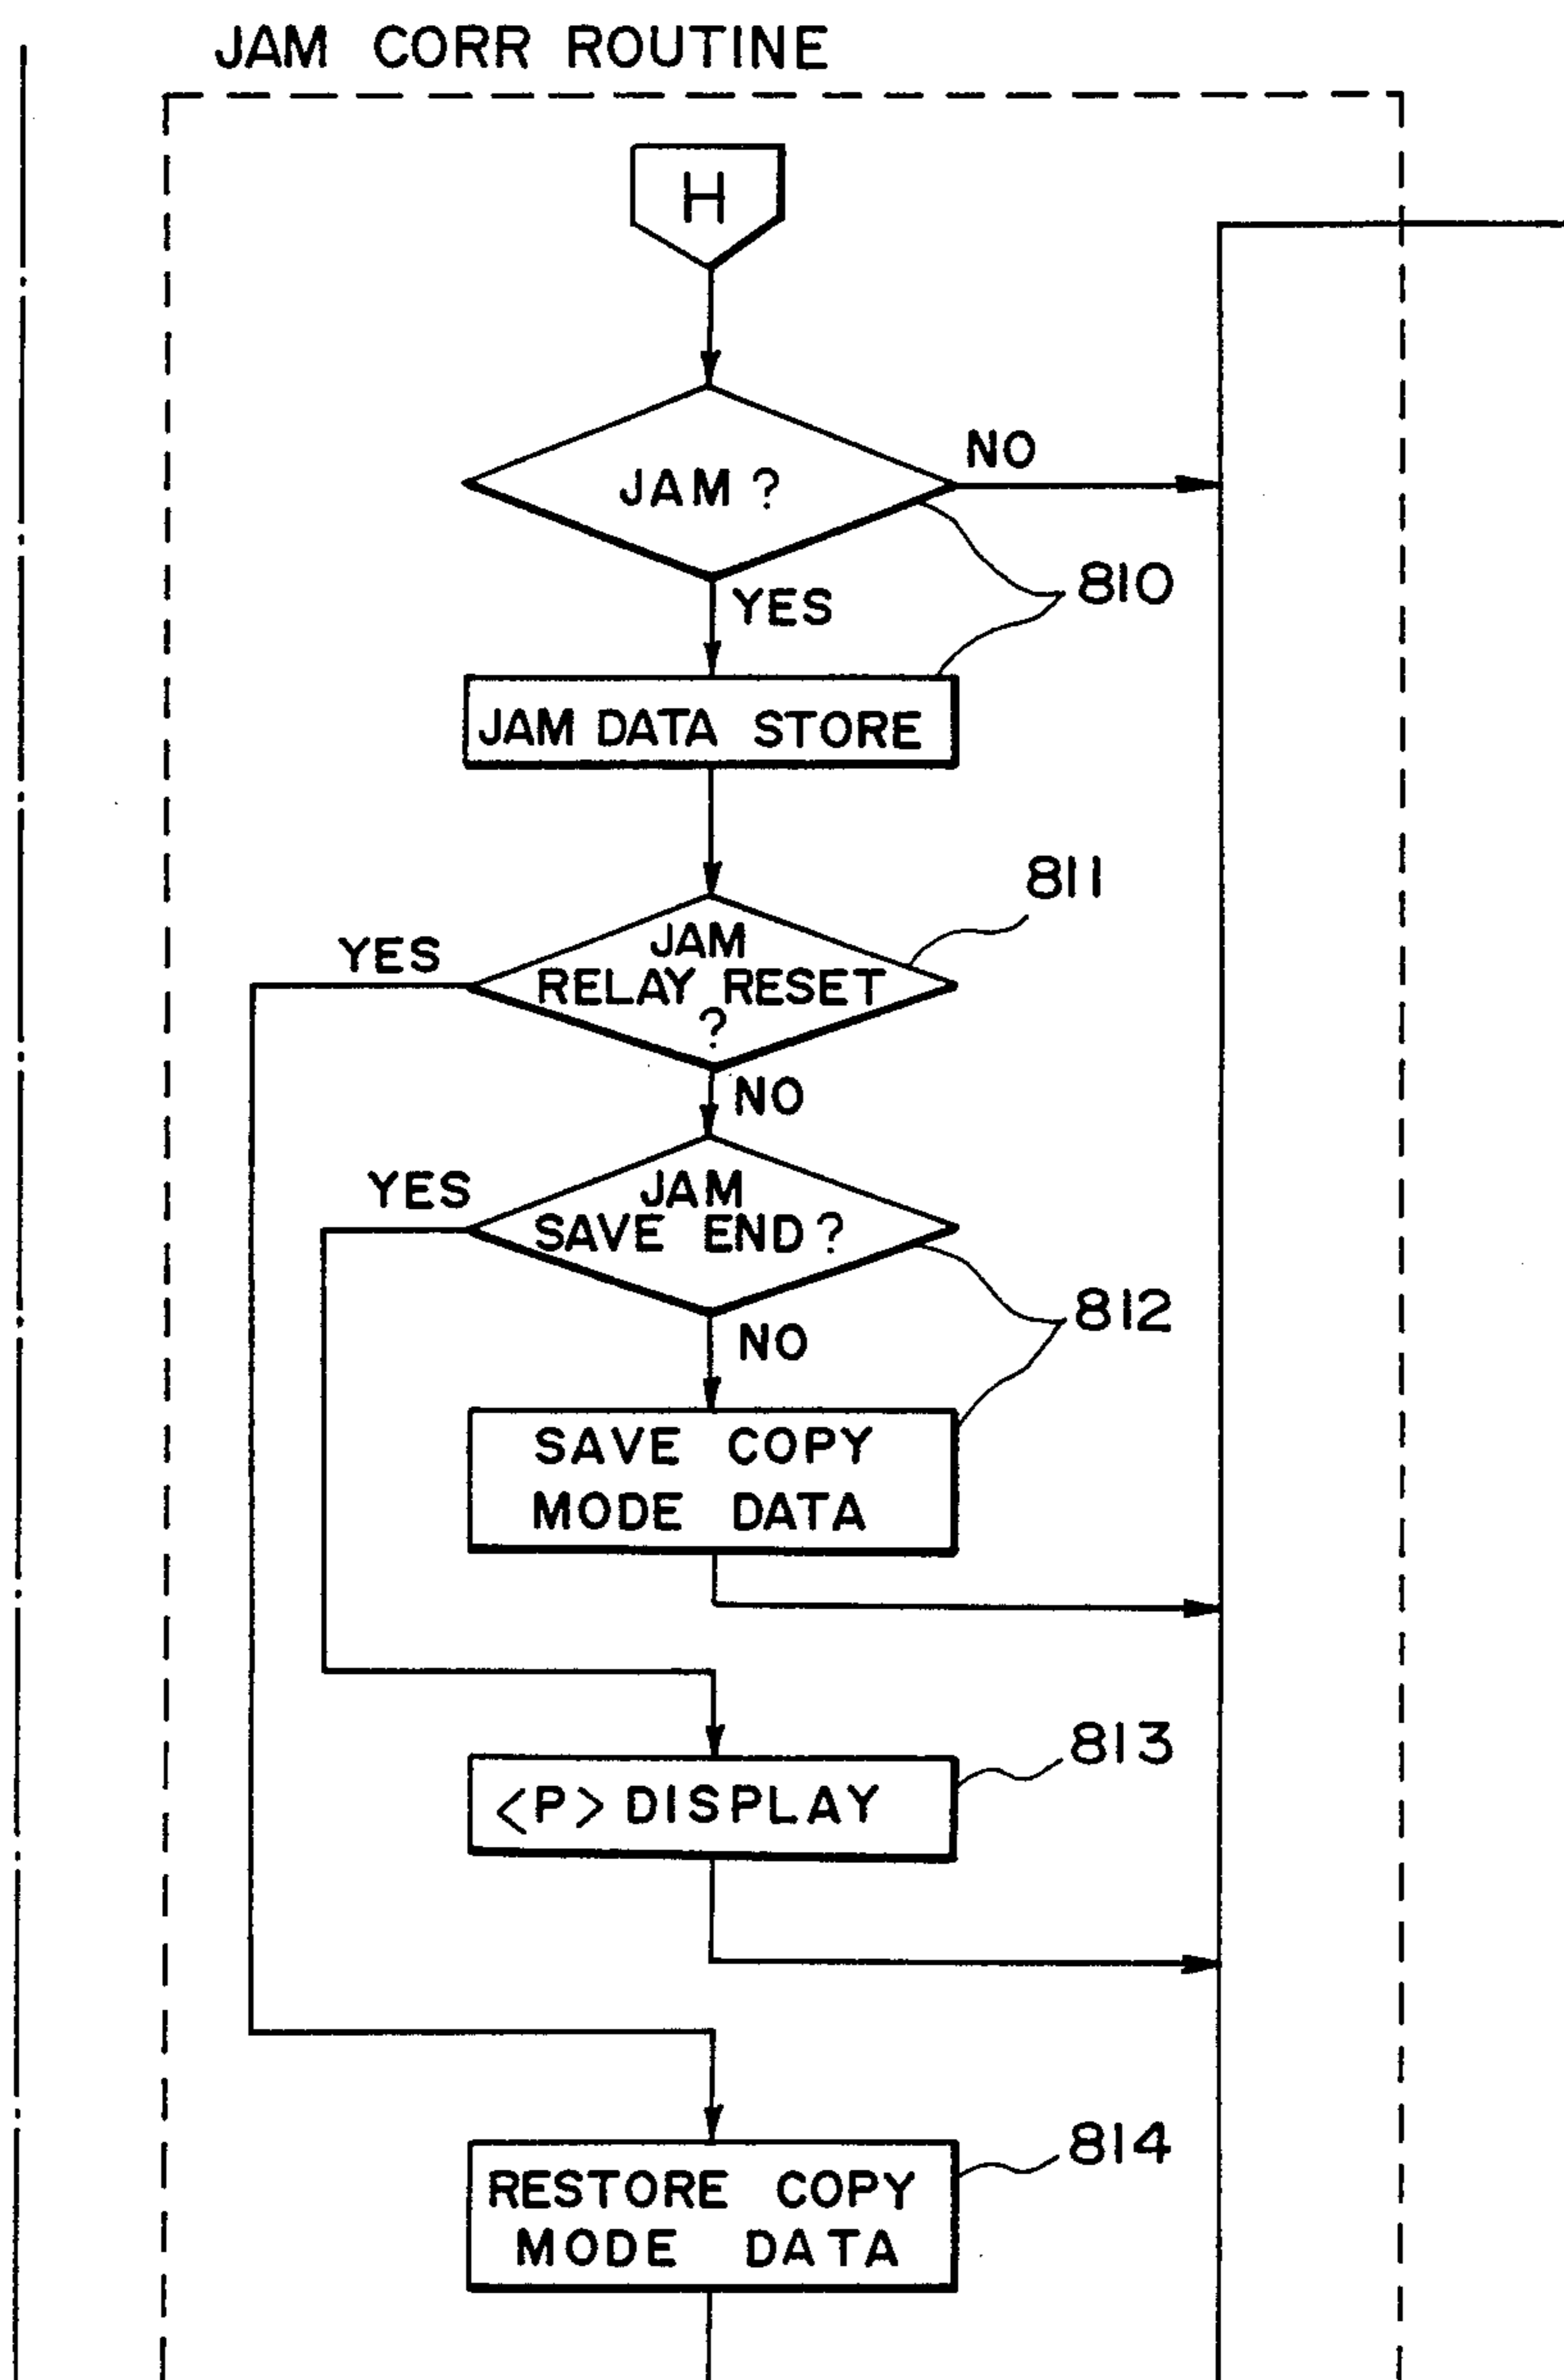 JAM CORR ROUTINE
H
JAM ?
NO
810
YES
JAM DATA STORE
811
YES
JAM
RELAY RESET
?
NO
YES
JAM
SAVE END ?
812
NO
SAVE COPY
MODE DATA
813
<P> DISPLAY
814
RESTORE COPY
MODE DATA